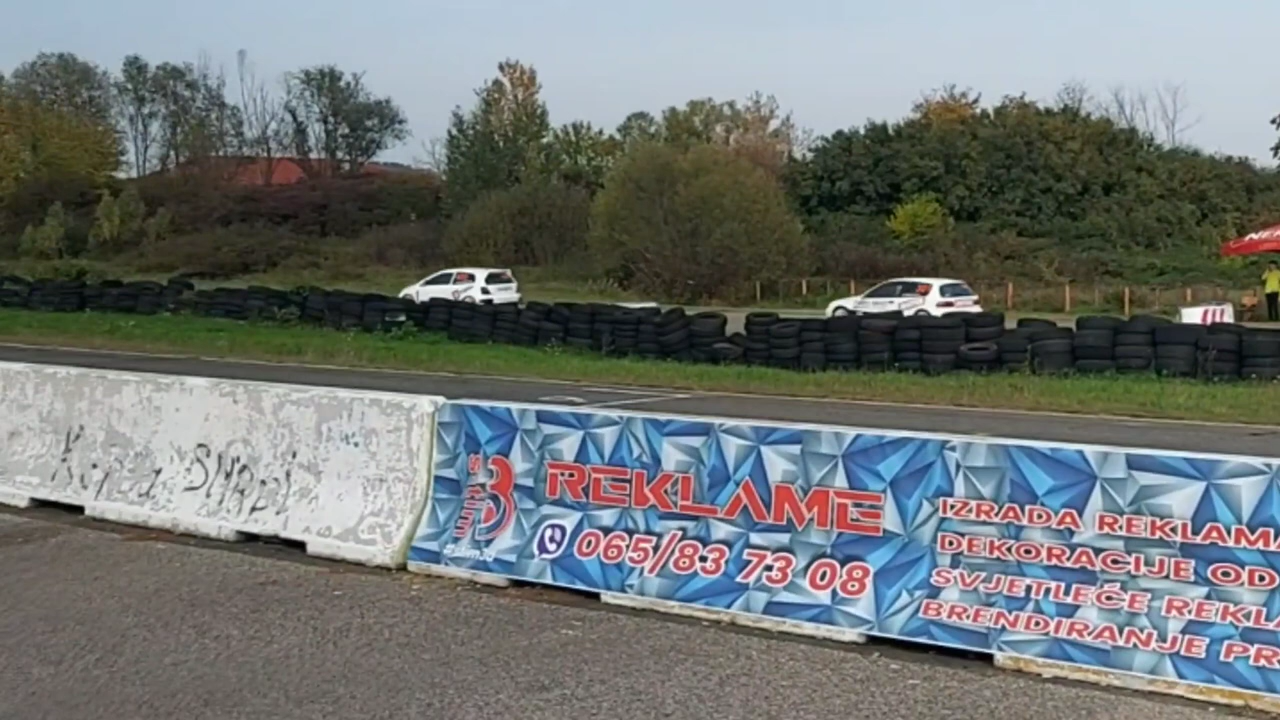 REKLAME
065/83 73 08
IZRADA REKLAMA
DEKORACIJE OD
SVJETLEĆE REKLA
BRENDIRANJE PR